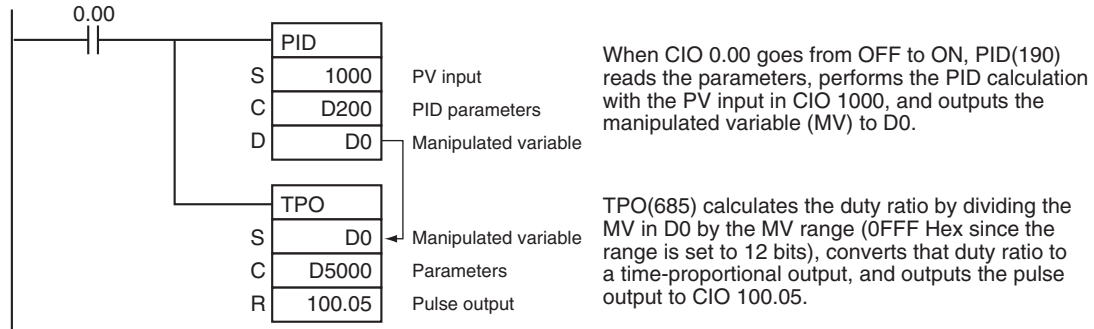 0.00
PID
S 1000 PV input
C D200 PID parameters
D D0 Manipulated variable
When CIO 0.00 goes from OFF to ON, PID(190)
reads the parameters, performs the PID calculation
with the PV input in CIO 1000, and outputs the
manipulated variable (MV) to D0.
TPO
S D0 Manipulated variable
C D5000 Parameters
R 100.05 Pulse output
TPO(685) calculates the duty ratio by dividing the
MV in D0 by the MV range (0FFF Hex since the
range is set to 12 bits), converts that duty ratio to
a time-proportional output, and outputs the pulse
output to CIO 100.05.